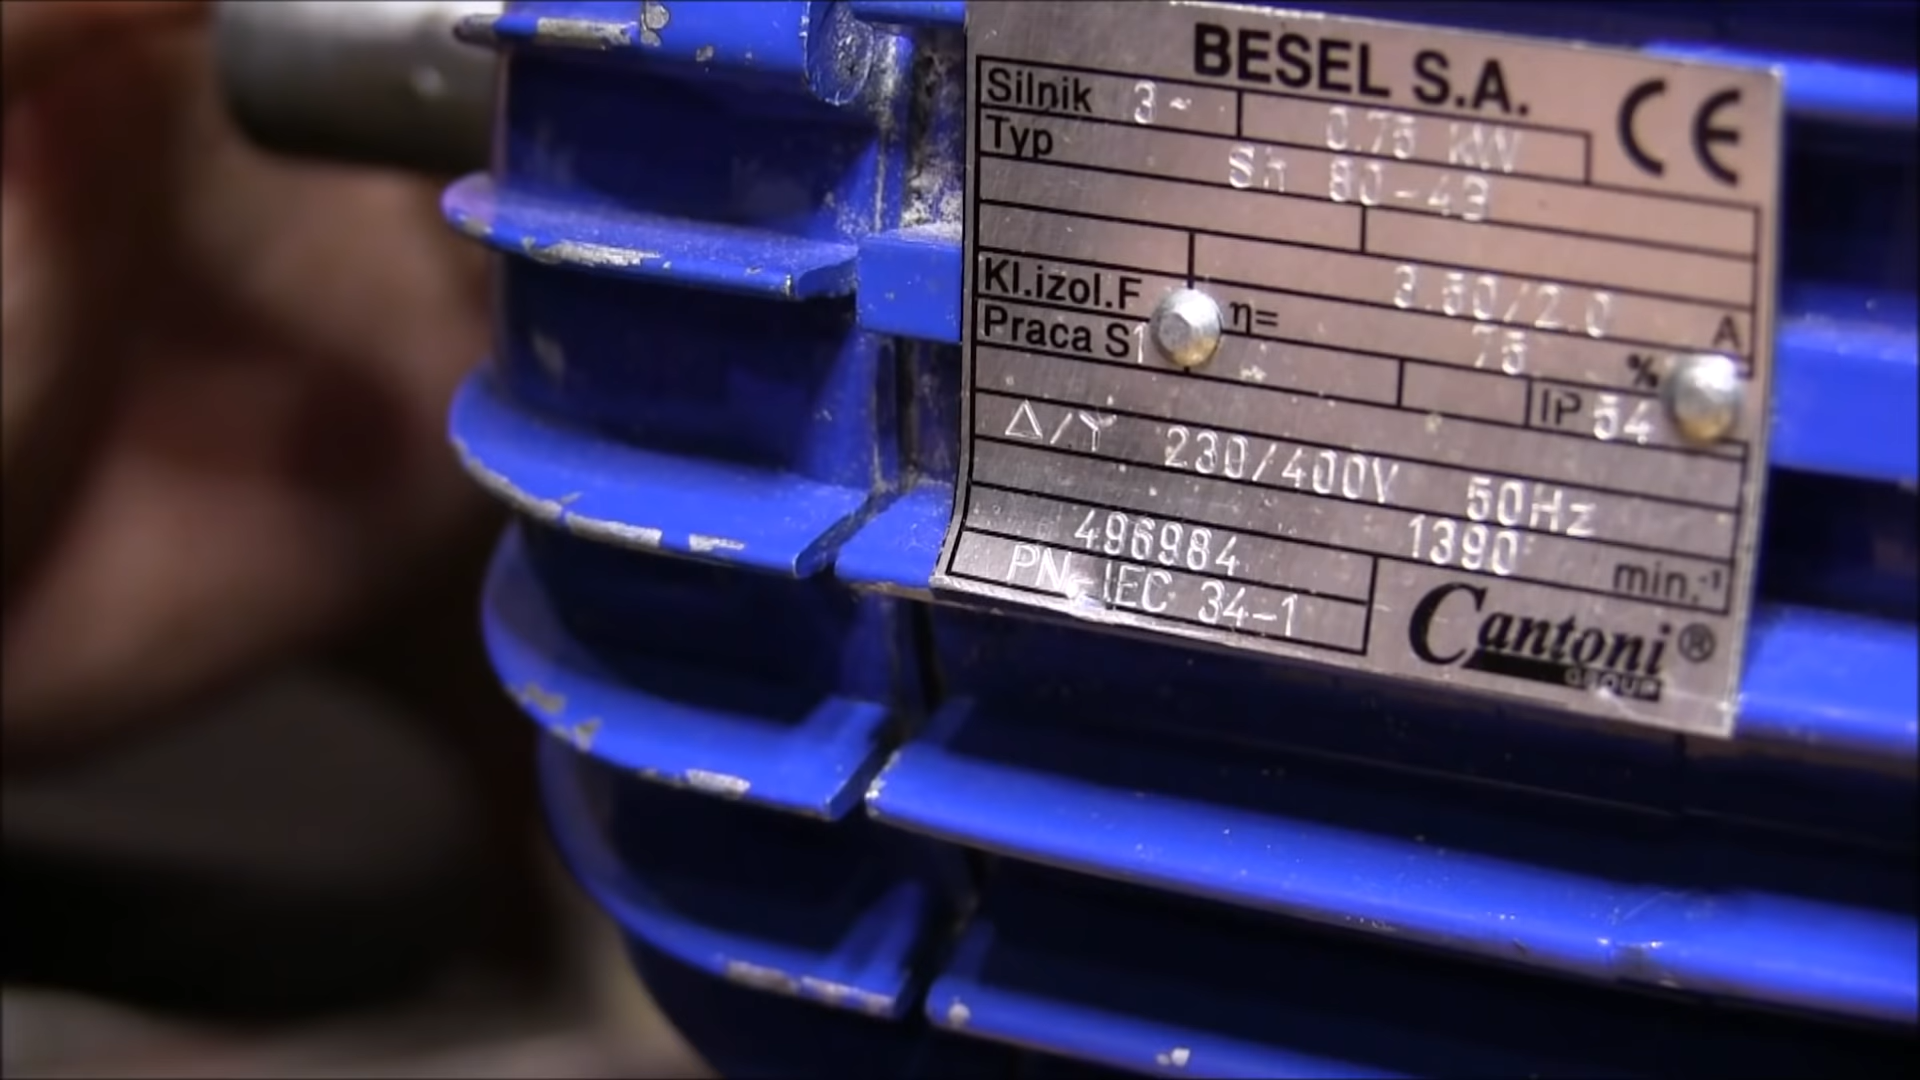 BESEL S.A.
CE
Silnik 3~ 0.75 kW
Typ Sh 80-4B
3.50/2.0 A
Kl.izol.F η= 75 %
Praca S1 IP 54
Δ/Y 230/400V 50Hz
496984 1390 min.⁻¹
PN-IEC 34-1
Cantoni®
GROUP